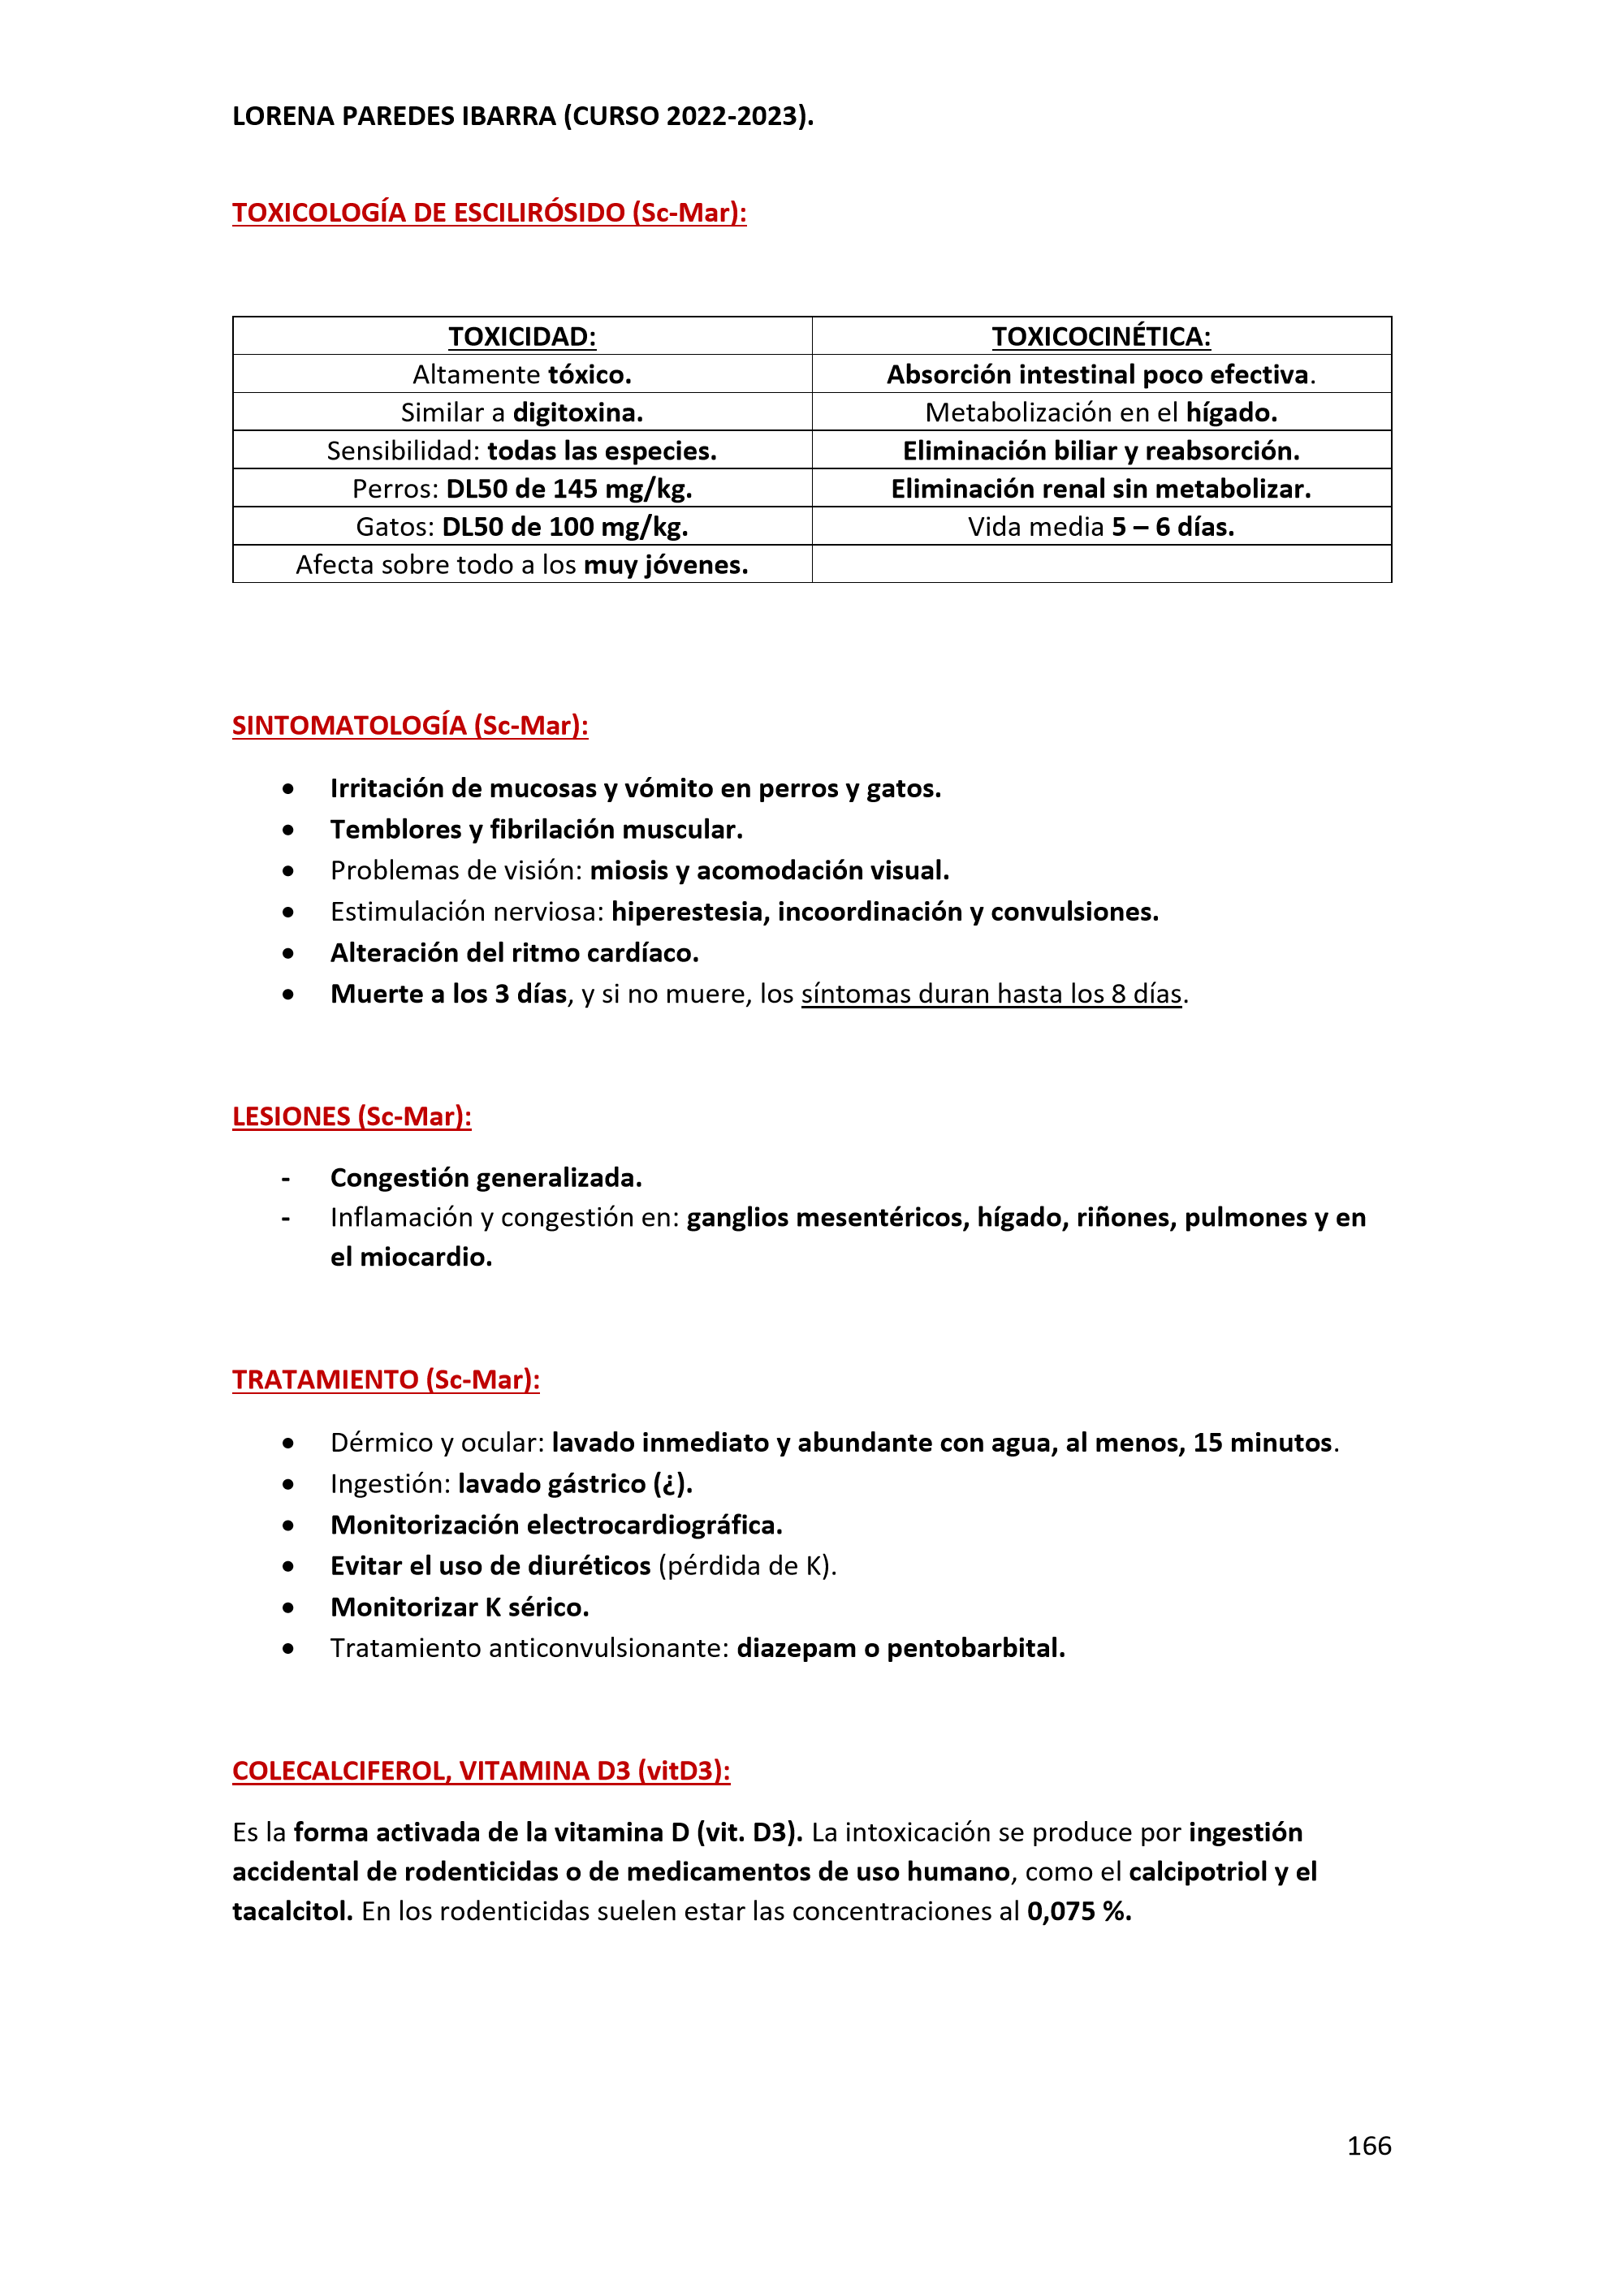 LORENA PAREDES IBARRA (CURSO 2022-2023).
TOXICOLOGÍA DE ESCILIRÓSIDO (Sc-Mar):
TOXICIDAD: TOXICOCINÉTICA:
Altamente tóxico. Absorción intestinal poco efectiva.
Similar a digitoxina. Metabolización en el hígado.
Sensibilidad: todas las especies. Eliminación biliar y reabsorción.
Perros: DL50 de 145 mg/kg. Eliminación renal sin metabolizar.
Gatos: DL50 de 100 mg/kg. Vida media 5 – 6 días.
Afecta sobre todo a los muy jóvenes.
SINTOMATOLOGÍA (Sc-Mar):
• Irritación de mucosas y vómito en perros y gatos.
• Temblores y fibrilación muscular.
• Problemas de visión: miosis y acomodación visual.
• Estimulación nerviosa: hiperestesia, incoordinación y convulsiones.
• Alteración del ritmo cardíaco.
• Muerte a los 3 días, y si no muere, los síntomas duran hasta los 8 días.
LESIONES (Sc-Mar):
- Congestión generalizada.
- Inflamación y congestión en: ganglios mesentéricos, hígado, riñones, pulmones y en
el miocardio.
TRATAMIENTO (Sc-Mar):
• Dérmico y ocular: lavado inmediato y abundante con agua, al menos, 15 minutos.
• Ingestión: lavado gástrico (¿).
• Monitorización electrocardiográfica.
• Evitar el uso de diuréticos (pérdida de K).
• Monitorizar K sérico.
• Tratamiento anticonvulsionante: diazepam o pentobarbital.
COLECALCIFEROL, VITAMINA D3 (vitD3):
Es la forma activada de la vitamina D (vit. D3). La intoxicación se produce por ingestión
accidental de rodenticidas o de medicamentos de uso humano, como el calcipotriol y el
tacalcitol. En los rodenticidas suelen estar las concentraciones al 0,075 %.
166